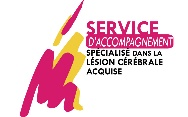 SERVICE
D'ACCOMPAGNEMENT
SPÉCIALISÉ DANS LA
LÉSION CÉRÉBRALE
ACQUISE